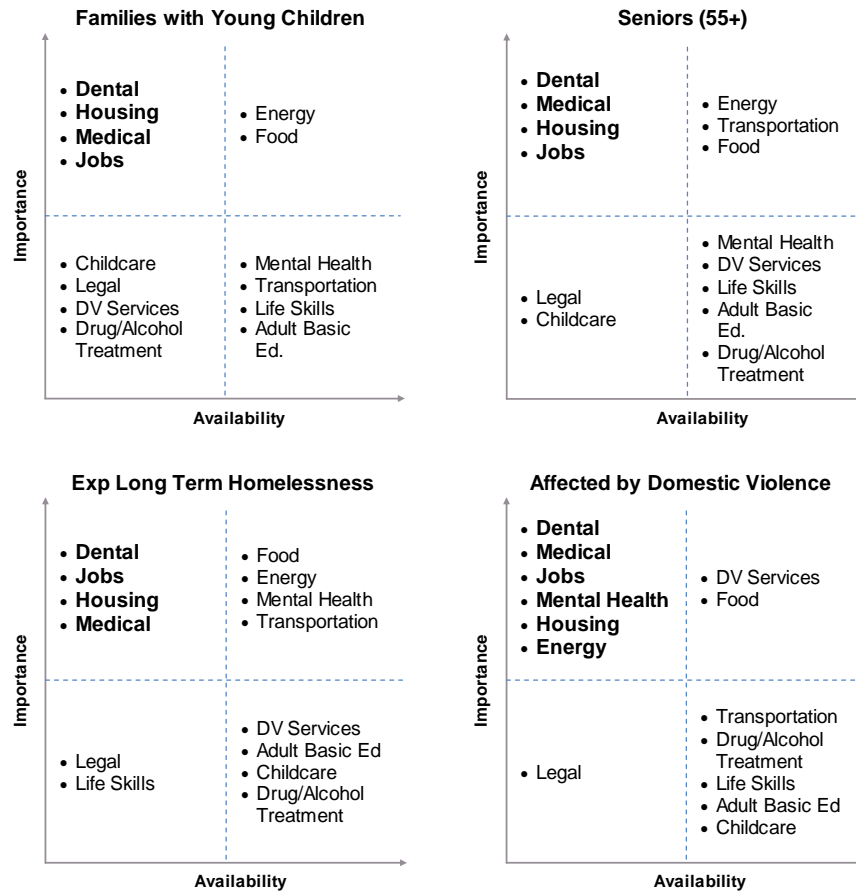 Families with Young Children
Importance
• Dental
• Housing
• Medical
• Jobs
• Energy
• Food
• Childcare
• Legal
• DV Services
• Drug/Alcohol
Treatment
• Mental Health
• Transportation
• Life Skills
• Adult Basic
Ed.
Availability
Seniors (55+)
Importance
• Dental
• Medical
• Housing
• Jobs
• Energy
• Transportation
• Food
• Legal
• Childcare
• Mental Health
• DV Services
• Life Skills
• Adult Basic
Ed.
• Drug/Alcohol
Treatment
Availability
Exp Long Term Homelessness
Importance
• Dental
• Jobs
• Housing
• Medical
• Food
• Energy
• Mental Health
• Transportation
• Legal
• Life Skills
• DV Services
• Adult Basic Ed
• Childcare
• Drug/Alcohol
Treatment
Availability
Affected by Domestic Violence
Importance
• Dental
• Medical
• Jobs
• Mental Health
• Housing
• Energy
• DV Services
• Food
• Legal
• Transportation
• Drug/Alcohol
Treatment
• Life Skills
• Adult Basic Ed
• Childcare
Availability